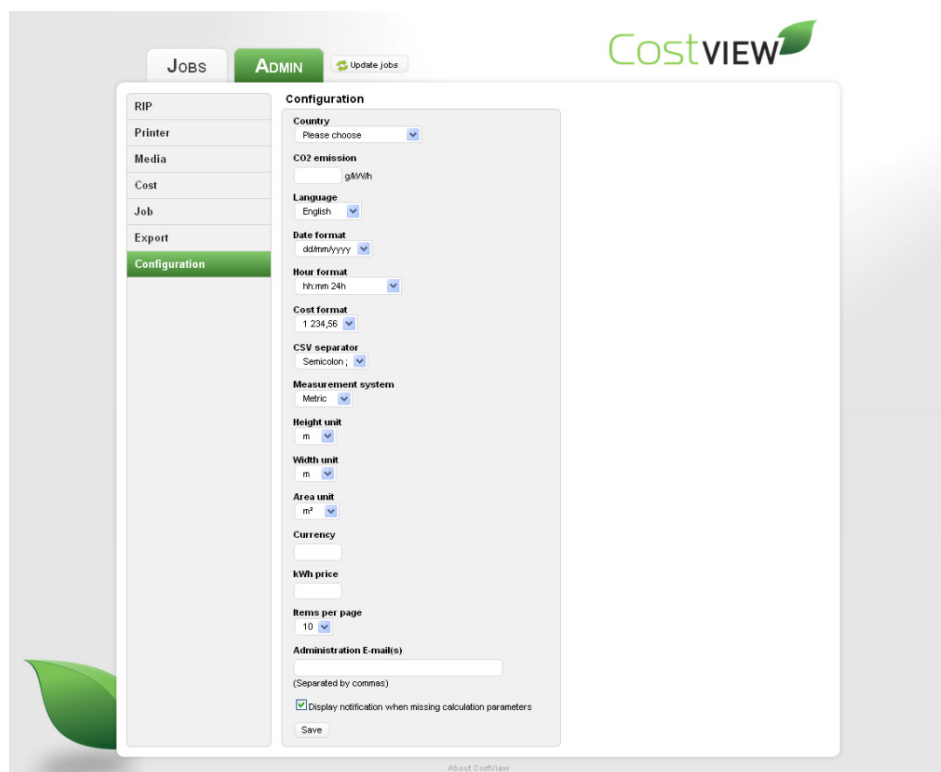 CostVIEW
JOBS
ADMIN
Update jobs
RIP
Printer
Media
Cost
Job
Export
Configuration
Configuration
Country
Please choose
CO2 emission
g/kW/h
Language
English
Date format
dd/mm/yyyy
Hour format
hh:mm 24h
Cost format
1 234,56
CSV separator
Semicolon ;
Measurement system
Metric
Height unit
m
Width unit
m
Area unit
m²
Currency
kWh price
Items per page
10
Administration E-mail(s)
(Separated by commas)
Display notification when missing calculation parameters
Save
About CostView